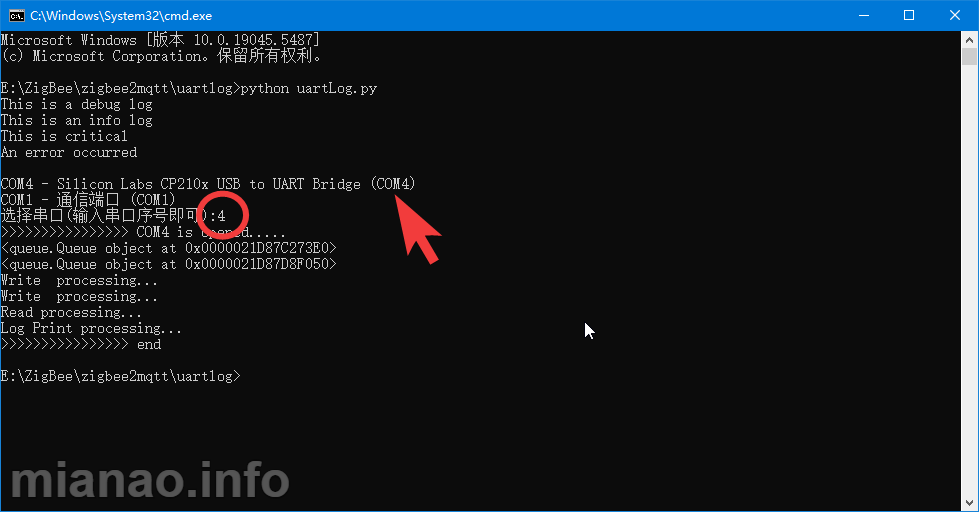 C:\Windows\System32\cmd.exe
Microsoft Windows [版本 10.0.19045.5487]
(c) Microsoft Corporation。保留所有权利。
E:\ZigBee\zigbee2mqtt\uartlog>python uartLog.py
This is a debug log
This is an info log
This is critical
An error occurred
COM4 - Silicon Labs CP210x USB to UART Bridge (COM4)
COM1 - 通信端口 (COM1)
选择串口(输入串口序号即可):4
>>>>>>>>>>>>>>>> COM4 is opened.....
<queue.Queue object at 0x0000021D87C273E0>
<queue.Queue object at 0x0000021D87D8F050>
Write  processing...
Write  processing...
Read processing...
Log Print processing...
>>>>>>>>>>>>>>>> end
E:\ZigBee\zigbee2mqtt\uartlog>
mianao.info